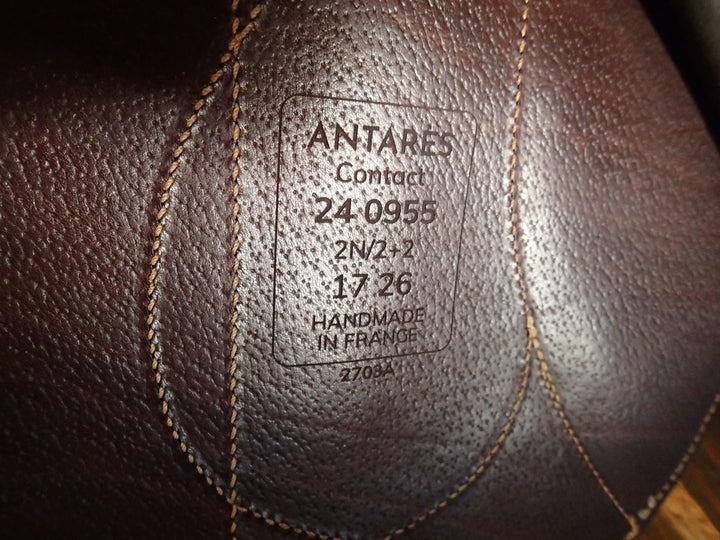 ANTARES
Contact
24 0955
2N/2+2
17 26
HANDMADE
IN FRANCE
2703A